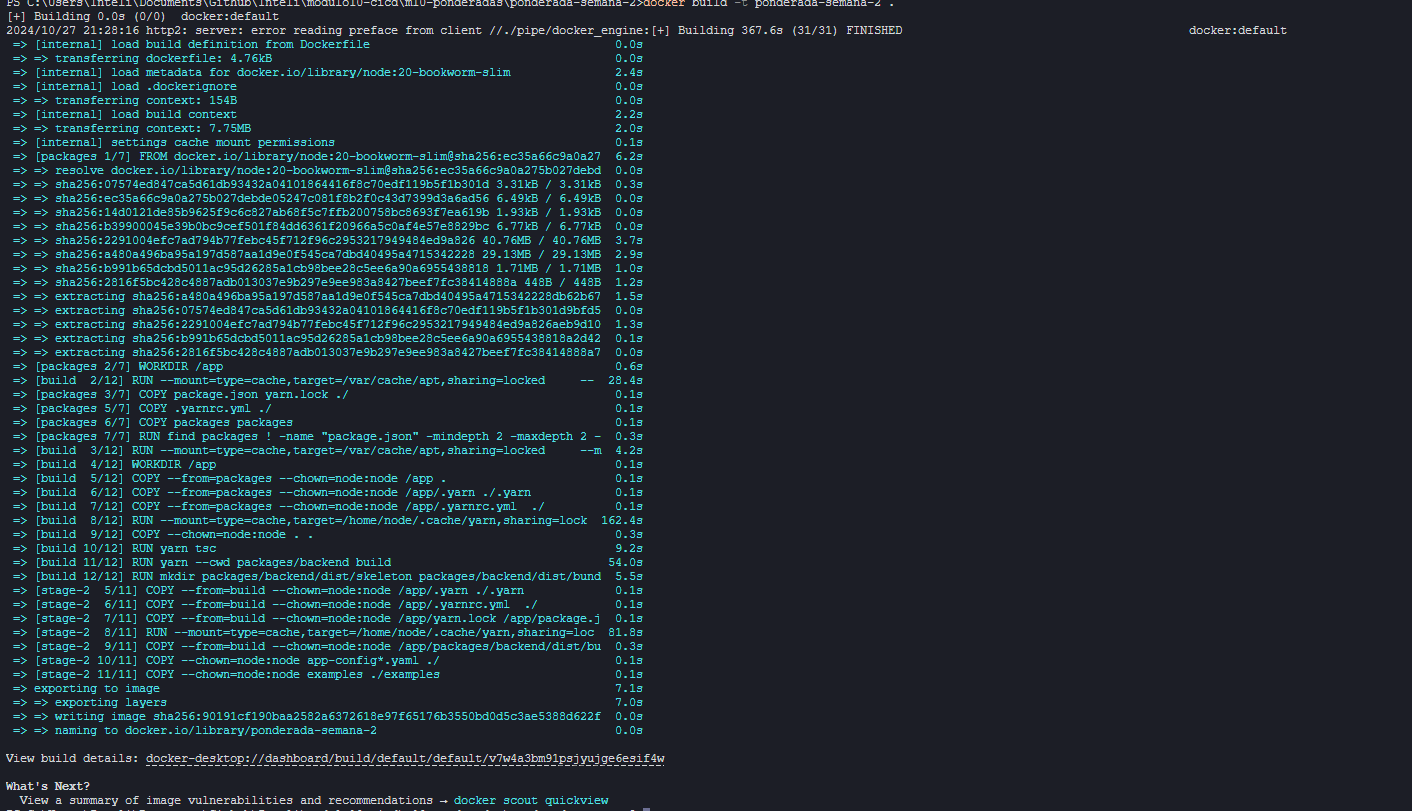 PS C:\Users\Inteli\Documents\Github\Inteli\modulo10-cicd\m10-ponderadas\ponderada-semana-2>docker build -t ponderada-semana-2 .
[+] Building 0.0s (0/0)  docker:default
2024/10/27 21:28:16 http2: server: error reading preface from client //./pipe/docker_engine:[+] Building 367.6s (31/31) FINISHED docker:default
=> [internal] load build definition from Dockerfile 0.0s
=> => transferring dockerfile: 4.76kB 0.0s
=> [internal] load metadata for docker.io/library/node:20-bookworm-slim 2.4s
=> [internal] load .dockerignore 0.0s
=> => transferring context: 154B 0.0s
=> [internal] load build context 2.2s
=> => transferring context: 7.75MB 2.0s
=> [internal] settings cache mount permissions 0.1s
=> [packages 1/7] FROM docker.io/library/node:20-bookworm-slim@sha256:ec35a66c9a0a27 6.2s
=> => resolve docker.io/library/node:20-bookworm-slim@sha256:ec35a66c9a0a275b027debd 0.0s
=> => sha256:07574ed847ca5d61db93432a04101864416f8c70edf119b5f1b301d 3.31kB / 3.31kB 0.3s
=> => sha256:ec35a66c9a0a275b027debde05247c081f8b2f0c43d7399d3a6ad56 6.49kB / 6.49kB 0.0s
=> => sha256:14d0121de85b9625f9c6c827ab68f5c7ffb200758bc8693f7ea619b 1.93kB / 1.93kB 0.0s
=> => sha256:b39900045e39b0bc9cef501f84dd6361f20966a5c0af4e57e8829bc 6.77kB / 6.77kB 0.0s
=> => sha256:2291004efc7ad794b77febc45f712f96c2953217949484ed9a826 40.76MB / 40.76MB 3.7s
=> => sha256:a480a496ba95a197d587aa1d9e0f545ca7dbd40495a4715342228 29.13MB / 29.13MB 2.9s
=> => sha256:b991b65dcbd5011ac95d26285a1cb98bee28c5ee6a90a6955438818 1.71MB / 1.71MB 1.0s
=> => sha256:2816f5bc428c4887adb013037e9b297e9ee983a8427beef7fc38414888a 448B / 448B 1.2s
=> => extracting sha256:a480a496ba95a197d587aa1d9e0f545ca7dbd40495a4715342228db62b67 1.5s
=> => extracting sha256:07574ed847ca5d61db93432a04101864416f8c70edf119b5f1b301d9bfd5 0.0s
=> => extracting sha256:2291004efc7ad794b77febc45f712f96c2953217949484ed9a826aeb9d10 1.3s
=> => extracting sha256:b991b65dcbd5011ac95d26285a1cb98bee28c5ee6a90a6955438818a2d42 0.1s
=> => extracting sha256:2816f5bc428c4887adb013037e9b297e9ee983a8427beef7fc38414888a7 0.0s
=> [packages 2/7] WORKDIR /app 0.6s
=> [build  2/12] RUN --mount=type=cache,target=/var/cache/apt,sharing=locked     -- 28.4s
=> [packages 3/7] COPY package.json yarn.lock ./ 0.1s
=> [packages 5/7] COPY .yarnrc.yml ./ 0.1s
=> [packages 6/7] COPY packages packages 0.1s
=> [packages 7/7] RUN find packages ! -name "package.json" -mindepth 2 -maxdepth 2 - 0.3s
=> [build  3/12] RUN --mount=type=cache,target=/var/cache/apt,sharing=locked     --m 4.2s
=> [build  4/12] WORKDIR /app 0.1s
=> [build  5/12] COPY --from=packages --chown=node:node /app . 0.1s
=> [build  6/12] COPY --from=packages --chown=node:node /app/.yarn ./.yarn 0.1s
=> [build  7/12] COPY --from=packages --chown=node:node /app/.yarnrc.yml  ./ 0.1s
=> [build  8/12] RUN --mount=type=cache,target=/home/node/.cache/yarn,sharing=lock 162.4s
=> [build  9/12] COPY --chown=node:node . . 0.3s
=> [build 10/12] RUN yarn tsc 9.2s
=> [build 11/12] RUN yarn --cwd packages/backend build 54.0s
=> [build 12/12] RUN mkdir packages/backend/dist/skeleton packages/backend/dist/bund 5.5s
=> [stage-2  5/11] COPY --from=build --chown=node:node /app/.yarn ./.yarn 0.1s
=> [stage-2  6/11] COPY --from=build --chown=node:node /app/.yarnrc.yml  ./ 0.1s
=> [stage-2  7/11] COPY --from=build --chown=node:node /app/yarn.lock /app/package.j 0.1s
=> [stage-2  8/11] RUN --mount=type=cache,target=/home/node/.cache/yarn,sharing=loc 81.8s
=> [stage-2  9/11] COPY --from=build --chown=node:node /app/packages/backend/dist/bu 0.3s
=> [stage-2 10/11] COPY --chown=node:node app-config*.yaml ./ 0.1s
=> [stage-2 11/11] COPY --chown=node:node examples ./examples 0.1s
=> exporting to image 7.1s
=> => exporting layers 7.0s
=> => writing image sha256:90191cf190baa2582a6372618e97f65176b3550bd0d5c3ae5388d622f 0.0s
=> => naming to docker.io/library/ponderada-semana-2 0.0s
View build details: docker-desktop://dashboard/build/default/default/v7w4a3bm91psjyujge6esif4w
What's Next?
View a summary of image vulnerabilities and recommendations → docker scout quickview